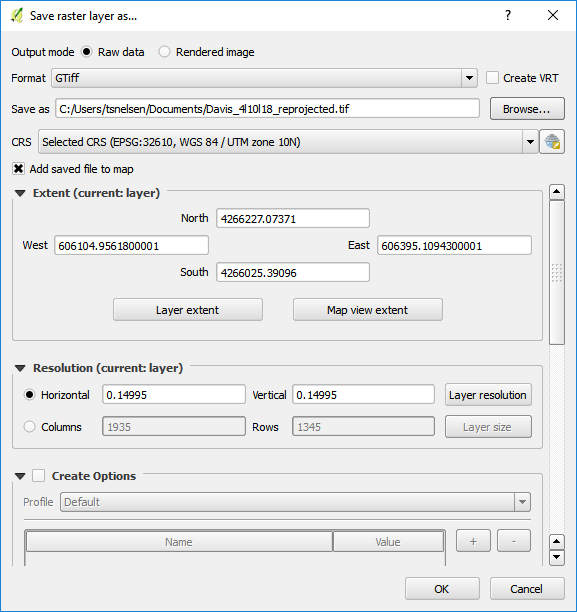 Save raster layer as...
Output mode Raw data Rendered image
Format GTiff Create VRT
Save as C:/Users/tsnelsen/Documents/Davis_4l10l18_reprojected.tif Browse...
CRS Selected CRS (EPSG:32610, WGS 84 / UTM zone 10N)
Add saved file to map
Extent (current: layer)
North 4266227.07371
West 606104.9561800001 East 606395.1094300001
South 4266025.39096
Layer extent Map view extent
Resolution (current: layer)
Horizontal 0.14995 Vertical 0.14995 Layer resolution
Columns 1935 Rows 1345 Layer size
Create Options
Profile Default
Name Value + -
OK Cancel